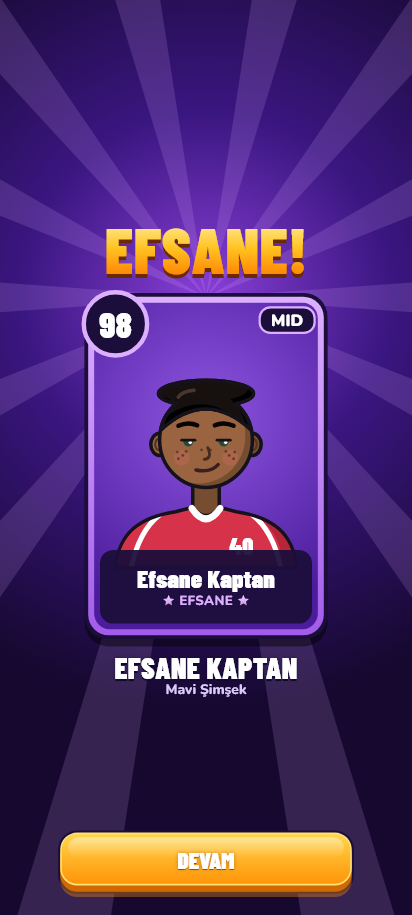 EFSANE!
98
MID
40
Efsane Kaptan
★ EFSANE ★
EFSANE KAPTAN
Mavi Şimşek
DEVAM